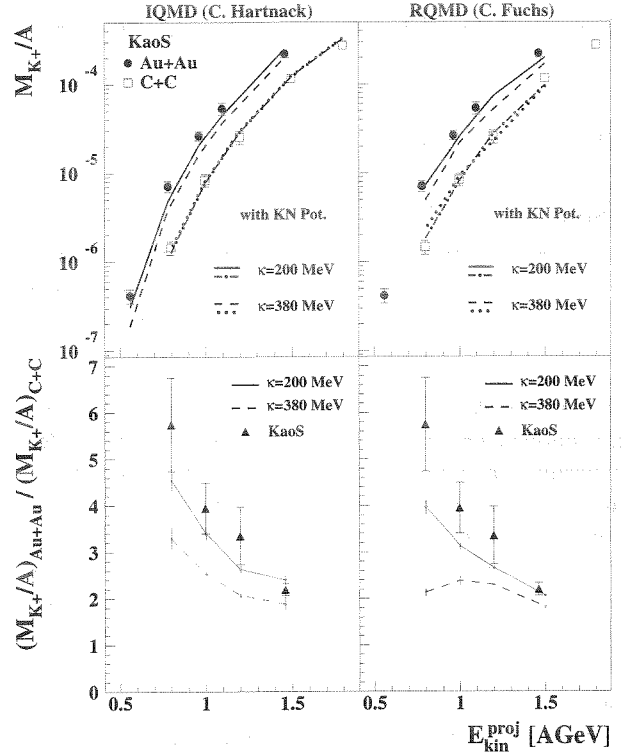 IQMD (C. Hartnack)
RQMD (C. Fuchs)
M_K+/A
KaoS
Au+Au
C+C
10^-4
10^-5
10^-6
10^-7
with KN Pot.
κ=200 MeV
κ=380 MeV
with KN Pot.
κ=200 MeV
κ=380 MeV
(M_K+/A)_Au+Au / (M_K+/A)_C+C
7
6
5
4
3
2
1
0
κ=200 MeV
κ=380 MeV
KaoS
κ=200 MeV
κ=380 MeV
KaoS
0.5 1 1.5 0.5 1 1.5
E_kin^proj [AGeV]